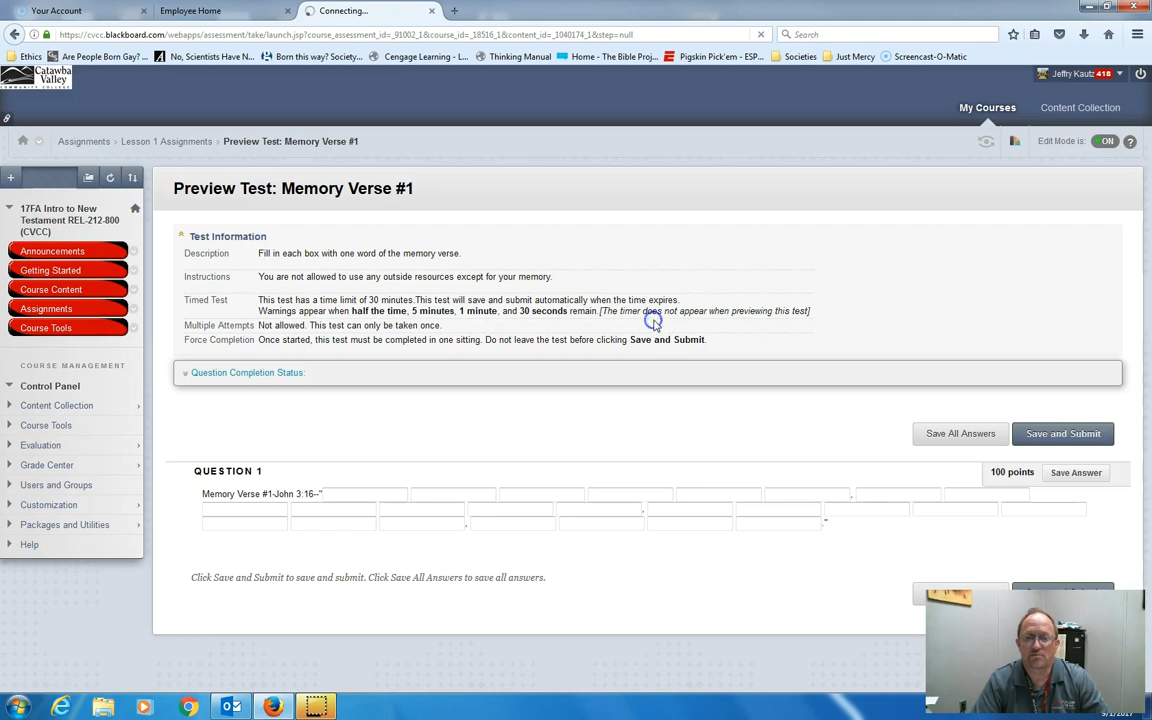 Your Account
Employee Home
Connecting...
https://cvcc.blackboard.com/webapps/assessment/take/launch.jsp?course_assessment_id=_91002_1&course_id=_18516_1&content_id=_1040174_1&step=null
Search
Ethics
Are People Born Gay? ...
No, Scientists Have N...
Born this way? Society...
Cengage Learning - L...
Thinking Manual
Home - The Bible Proj...
Pigskin Pick'em - ESP...
Societies
Just Mercy
Screencast-O-Matic
Catawba
Valley
COMMUNITY COLLEGE
Jeffry Kautz 418
My Courses
Content Collection
Assignments
Lesson 1 Assignments
Preview Test: Memory Verse #1
Edit Mode is: ON
17FA Intro to New
Testament REL-212-800
(CVCC)
Announcements
Getting Started
Course Content
Assignments
Course Tools
COURSE MANAGEMENT
Control Panel
Content Collection
Course Tools
Evaluation
Grade Center
Users and Groups
Customization
Packages and Utilities
Help
Preview Test: Memory Verse #1
Test Information
Description Fill in each box with one word of the memory verse.
Instructions You are not allowed to use any outside resources except for your memory.
Timed Test This test has a time limit of 30 minutes.This test will save and submit automatically when the time expires.
Warnings appear when half the time, 5 minutes, 1 minute, and 30 seconds remain.[The timer does not appear when previewing this test]
Multiple Attempts Not allowed. This test can only be taken once.
Force Completion Once started, this test must be completed in one sitting. Do not leave the test before clicking Save and Submit.
Question Completion Status:
Save All Answers
Save and Submit
QUESTION 1
100 points
Save Answer
Memory Verse #1-John 3:16--" ,
,
, ."
Click Save and Submit to save and submit. Click Save All Answers to save all answers.